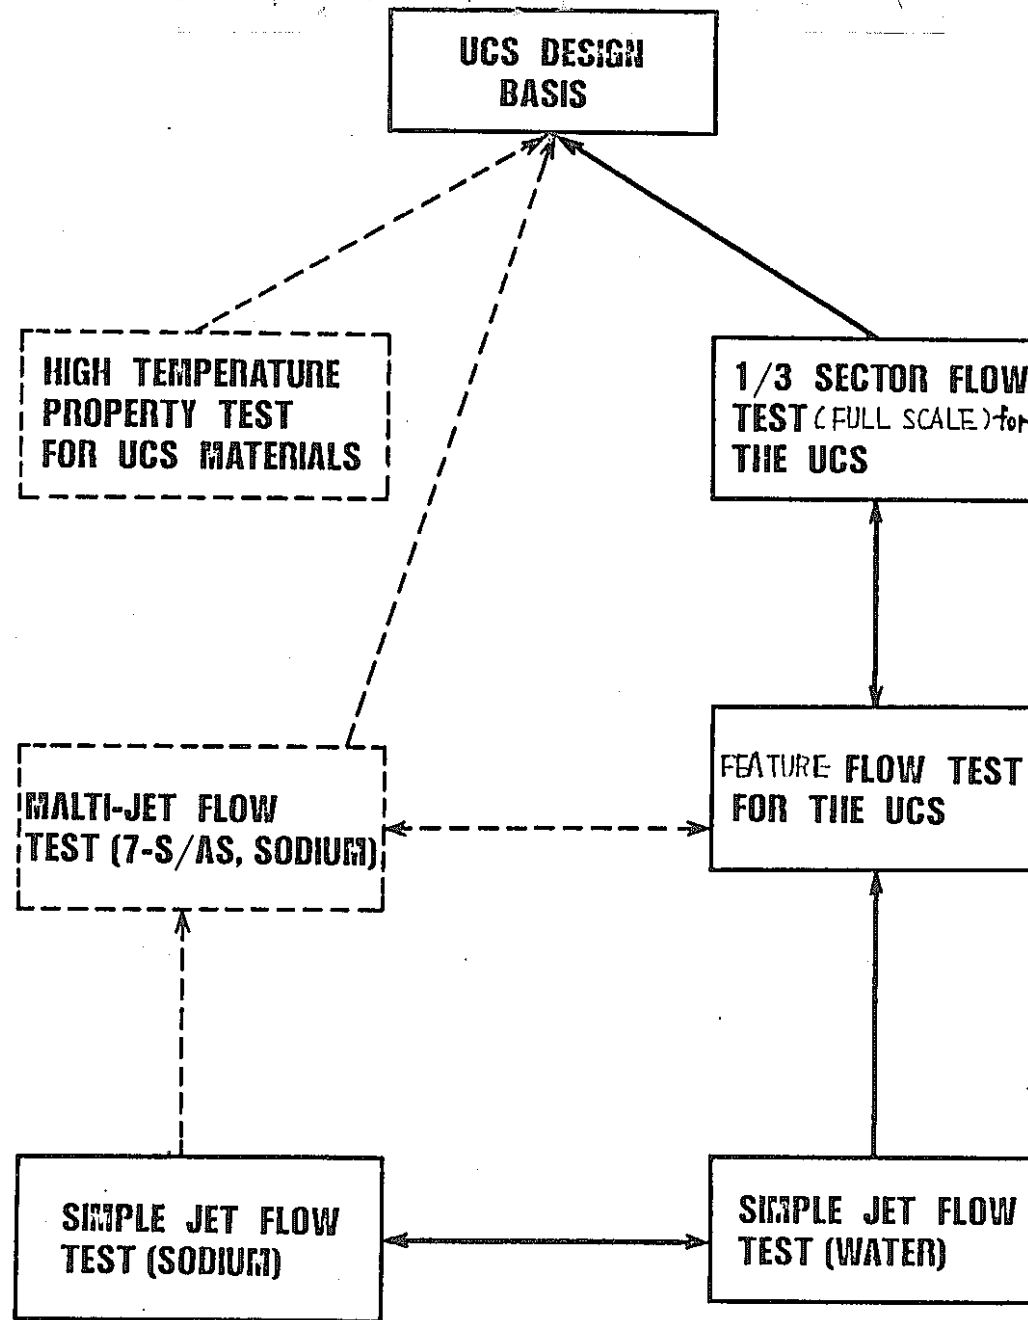 UCS DESIGN
BASIS
HIGH TEMPERATURE
PROPERTY TEST
FOR UCS MATERIALS
1/3 SECTOR FLOW
TEST (FULL SCALE) for
THE UCS
MALTI-JET FLOW
TEST (7-S/AS, SODIUM)
FEATURE FLOW TEST
FOR THE UCS
SIMPLE JET FLOW
TEST (SODIUM)
SIMPLE JET FLOW
TEST (WATER)